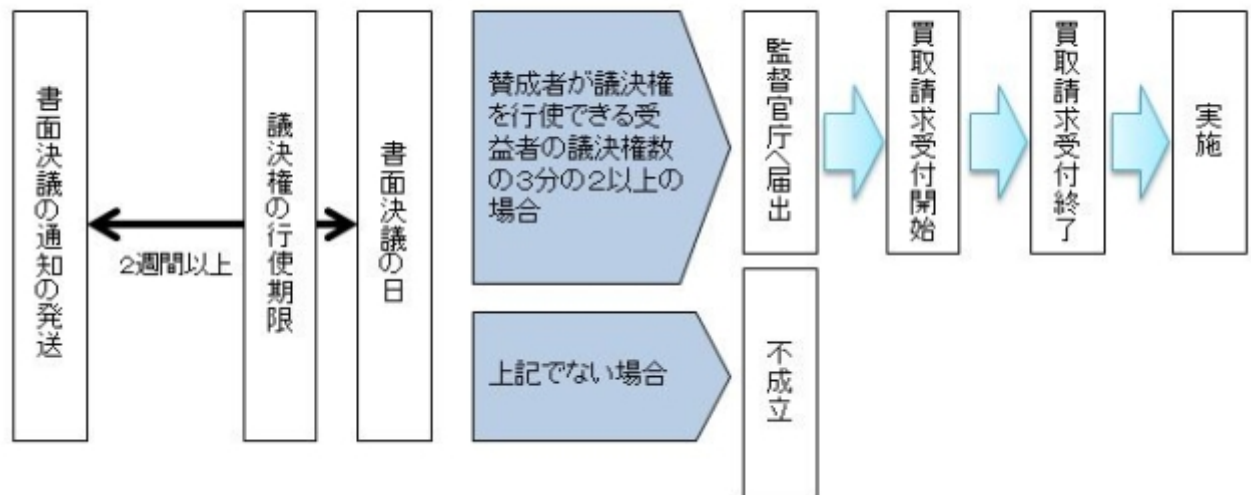 書面決議の通知の発送
2週間以上
議決権の行使期限
書面決議の日
賛成者が議決権
を行使できる受
益者の議決権数
の3分の2以上の
場合
監督官庁へ届出
買取請求受付開始
買取請求受付終了
実施
上記でない場合
不成立